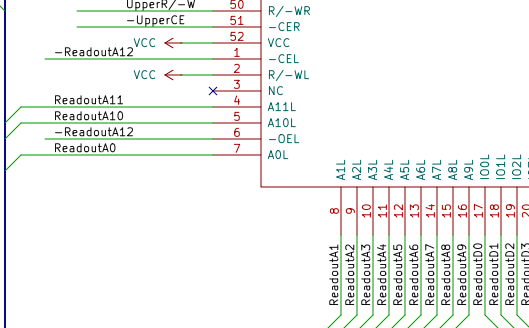 UpperR/-W 50 R/-WR
-UpperCE 51 -CER
VCC 52 VCC
-ReadoutA12 1 -CEL
VCC 2 R/-WL
3 NC
ReadoutA11 4 A11L
ReadoutA10 5 A10L
-ReadoutA12 6 -OEL
ReadoutA0 7 A0L
A1L 8 ReadoutA1
A2L 9 ReadoutA2
A3L 10 ReadoutA3
A4L 11 ReadoutA4
A5L 12 ReadoutA5
A6L 13 ReadoutA6
A7L 14 ReadoutA7
A8L 15 ReadoutA8
A9L 16 ReadoutA9
IO0L 17 ReadoutD0
IO1L 18 ReadoutD1
IO2L 19 ReadoutD2
20 ReadoutD3